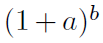 (1 + a)^b